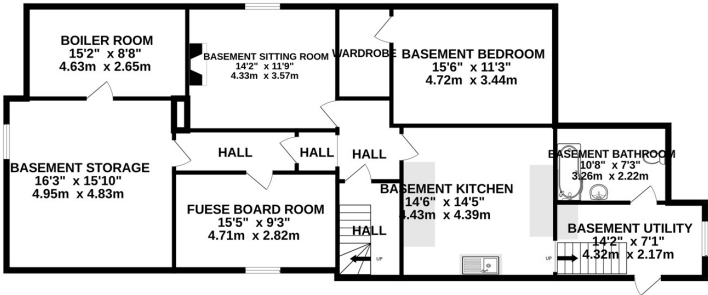 BOILER ROOM
15'2" x 8'8"
4.63m x 2.65m
BASEMENT SITTING ROOM
14'2" x 11'9"
4.33m x 3.57m
WARDROBE
BASEMENT BEDROOM
15'6" x 11'3"
4.72m x 3.44m
BASEMENT STORAGE
16'3" x 15'10"
4.95m x 4.83m
HALL
HALL
HALL
BASEMENT BATHROOM
10'8" x 7'3"
3.26m x 2.22m
BASEMENT KITCHEN
14'6" x 14'5"
4.43m x 4.39m
FUESE BOARD ROOM
15'5" x 9'3"
4.71m x 2.82m
HALL
UP
BASEMENT UTILITY
14'2" x 7'1"
4.32m x 2.17m
UP